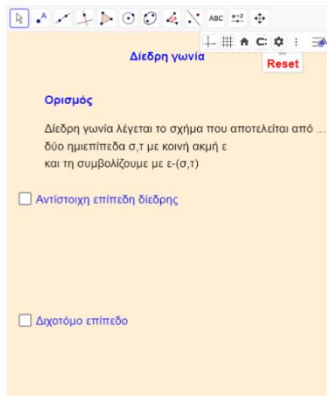 ABC
Δίεδρη γωνία
Reset
Ορισμός
Δίεδρη γωνία λέγεται το σχήμα που αποτελείται από ...
δύο ημιεπίπεδα σ,τ με κοινή ακμή ε
και τη συμβολίζουμε με ε-(σ,τ)
Αντίστοιχη επίπεδη δίεδρης
Διχοτόμο επίπεδο